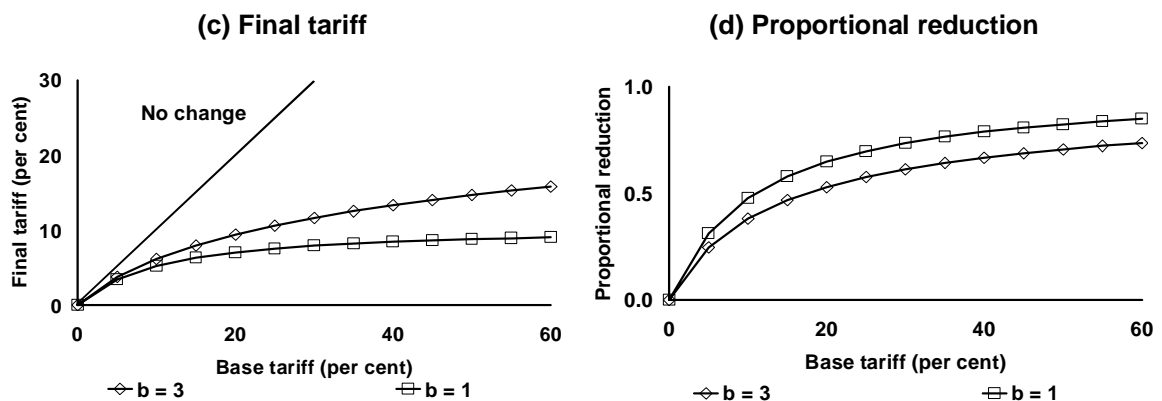 (c) Final tariff
Final tariff (per cent)
30
20
10
0
No change
0 20 40 60
Base tariff (per cent)
b = 3 b = 1
(d) Proportional reduction
Proportional reduction
1.0
0.5
0.0
0 20 40 60
Base tariff (per cent)
b = 3 b = 1